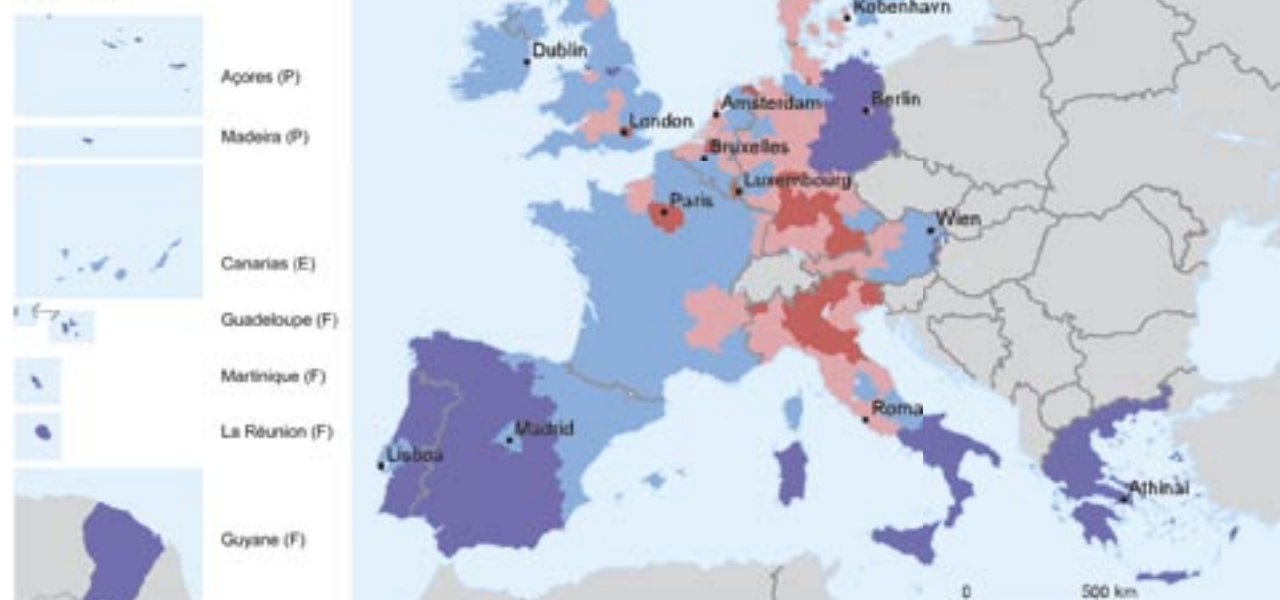 Açores (P)
Madeira (P)
Canarias (E)
Guadeloupe (F)
Martinique (F)
La Réunion (F)
Guyane (F)
København
Dublin
Amsterdam
Berlin
London
Bruxelles
Luxembourg
Paris
Wien
Roma
Madrid
Lisboa
Athinai
0 500 km